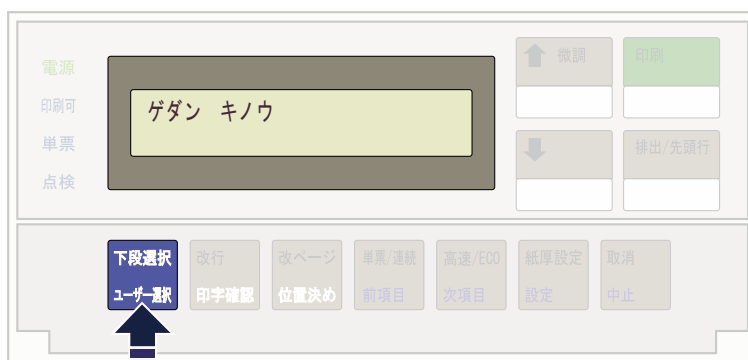 電源
印刷可
単票
点検
ゲダン キノウ
微調
印刷
排出/先頭行
下段選択
ユーザー選択
改行
印字確認
改ページ
位置決め
単票/連続
前項目
高速/ECO
次項目
紙厚設定
設定
取消
中止